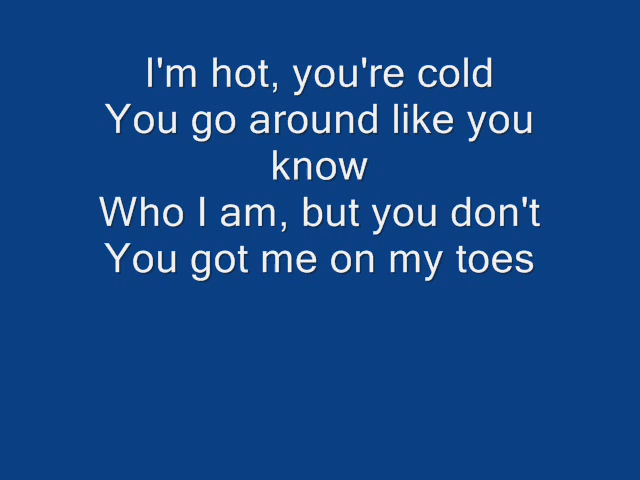 I'm hot, you're cold
You go around like you
know
Who I am, but you don't
You got me on my toes